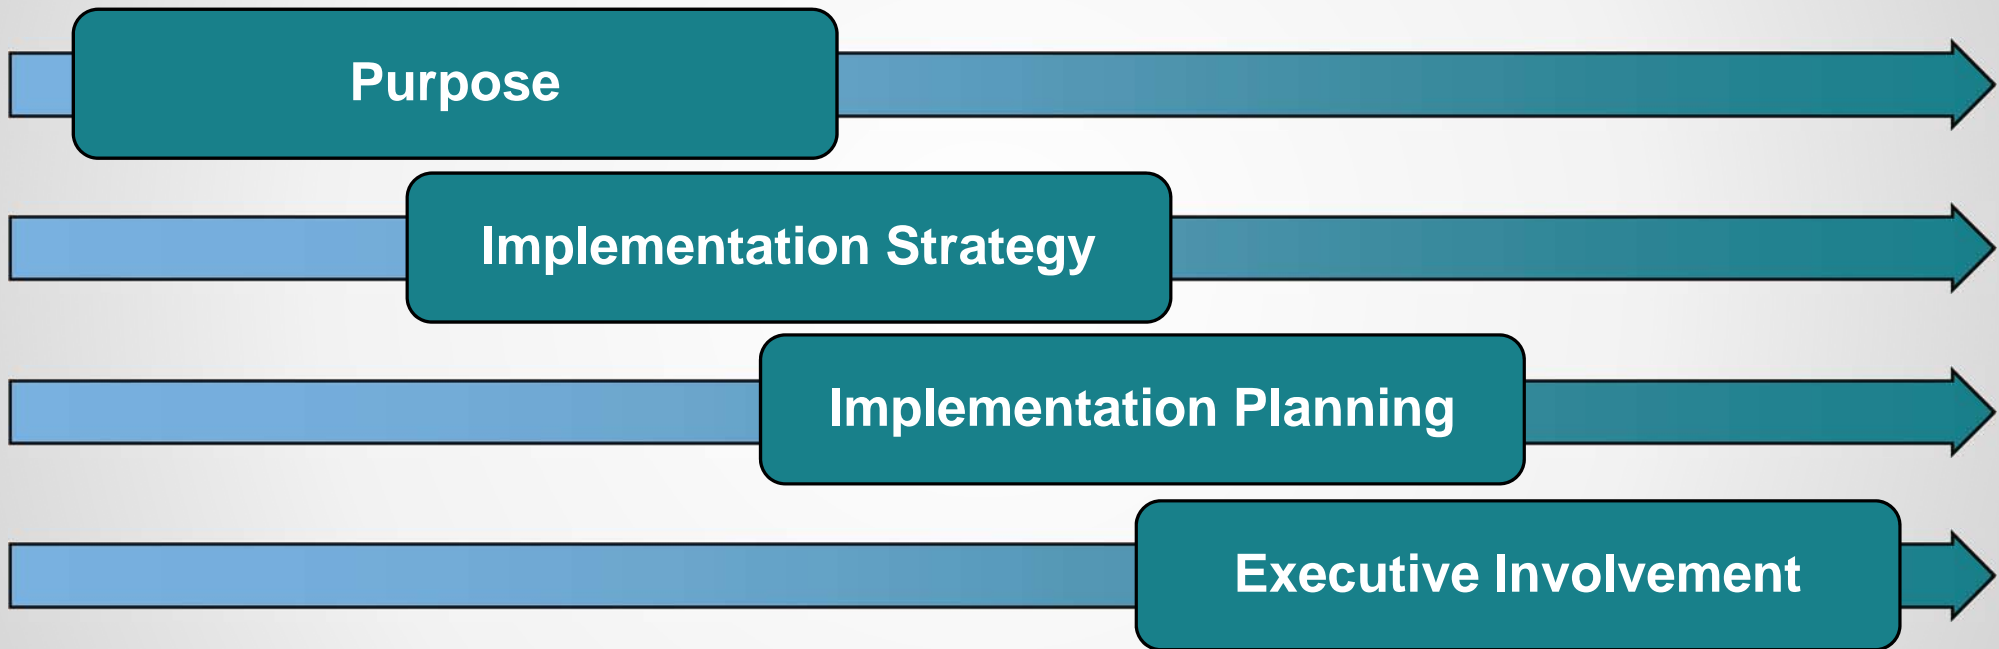 Purpose
Implementation Strategy
Implementation Planning
Executive Involvement